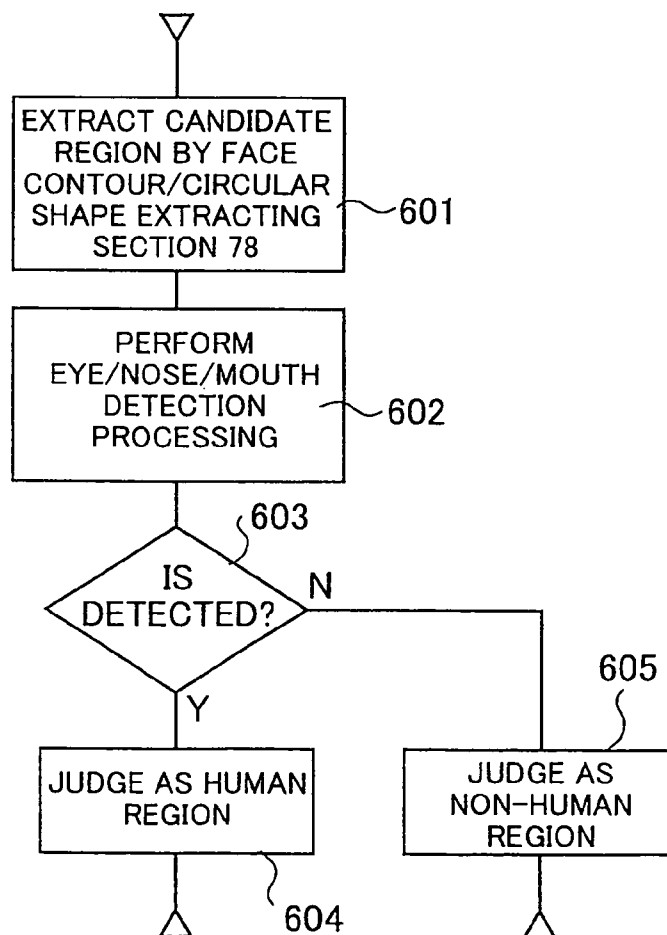 EXTRACT CANDIDATE
REGION BY FACE
CONTOUR/CIRCULAR
SHAPE EXTRACTING
SECTION 78
601
PERFORM
EYE/NOSE/MOUTH
DETECTION
PROCESSING
602
603
IS
DETECTED?
N
Y
605
JUDGE AS HUMAN
REGION
604
JUDGE AS
NON-HUMAN
REGION